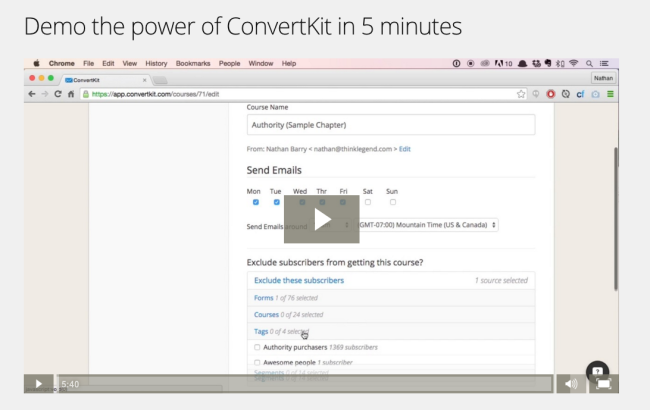 Demo the power of ConvertKit in 5 minutes
Chrome File Edit View History Bookmarks People Window Help
10
ConvertKit
Nathan
https://app.convertkit.com/courses/71/edit
Course Name
Authority (Sample Chapter)
From: Nathan Barry < nathan@thinklegend.com > Edit
Send Emails
Mon Tue Wed Thr Fri Sat Sun
Send Emails around (GMT-07:00) Mountain Time (US & Canada)
Exclude subscribers from getting this course?
Exclude these subscribers 1 source selected
Forms 1 of 76 selected
Courses 0 of 24 selected
Tags 0 of 4 selected
Authority purchasers 1369 subscribers
Awesome people 1 subscriber
Segments 0 of 14 selected
5:40